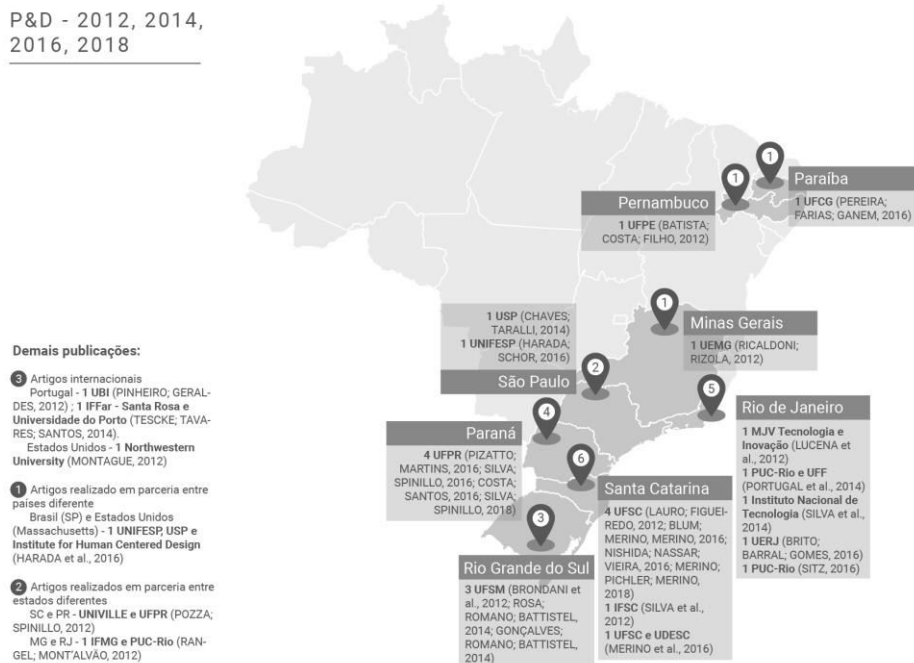 P&D - 2012, 2014,
2016, 2018
1
Paraíba
1 UFCG (PEREIRA;
FARIAS; GANEM, 2016)
1
Pernambuco
1 UFPE (BATISTA;
COSTA; FILHO, 2012)
1
Minas Gerais
1 UEMG (RICALDONI;
RIZOLA, 2012)
1 USP (CHAVES;
TARALLI, 2014)
1 UNIFESP (HARADA;
SCHOR, 2016)
São Paulo
2
5
Rio de Janeiro
1 MJV Tecnologia e
Inovação (LUCENA et
al., 2012)
1 PUC-Rio e UFF
(PORTUGAL et al., 2014)
1 Instituto Nacional de
Tecnologia (SILVA et al.,
2014)
1 UERJ (BRITO;
BARRAL; GOMES, 2016)
1 PUC-Rio (SITZ, 2016)
4
Paraná
4 UFPR (PIZATTO;
MARTINS, 2016; SILVA;
SPINILLO, 2016; COSTA;
SANTOS, 2016; SILVA;
SPINILLO, 2018)
6
Santa Catarina
4 UFSC (LAURO; FIGUEI-
REDO, 2012; BLUM;
MERINO, MERINO, 2016;
NISHIDA; NASSAR;
VIEIRA, 2016; MERINO;
PICHLER; MERINO,
2018)
1 IFSC (SILVA et al.,
2012)
1 UFSC e UDESC
(MERINO et al., 2016)
3
Rio Grande do Sul
3 UFSM (BRONDANI et
al., 2012; ROSA;
ROMANO; BATTISTEL,
2014; GONÇALVES;
ROMANO; BATTISTEL,
2014)
Demais publicações:
3 Artigos internacionais
Portugal - 1 UBI (PINHEIRO; GERAL-
DES, 2012) ; 1 IFFar - Santa Rosa e
Universidade do Porto (TESCKE; TAVA-
RES; SANTOS, 2014).
Estados Unidos - 1 Northwestern
University (MONTAGUE, 2012)
1 Artigos realizado em parceria entre
países diferente
Brasil (SP) e Estados Unidos
(Massachusetts) - 1 UNIFESP, USP e
Institute for Human Centered Design
(HARADA et al., 2016)
2 Artigos realizados em parceria entre
estados diferentes
SC e PR - UNIVILLE e UFPR (POZZA;
SPINILLO, 2012)
MG e RJ - 1 IFMG e PUC-Rio (RAN-
GEL; MONT'ALVÃO, 2012)